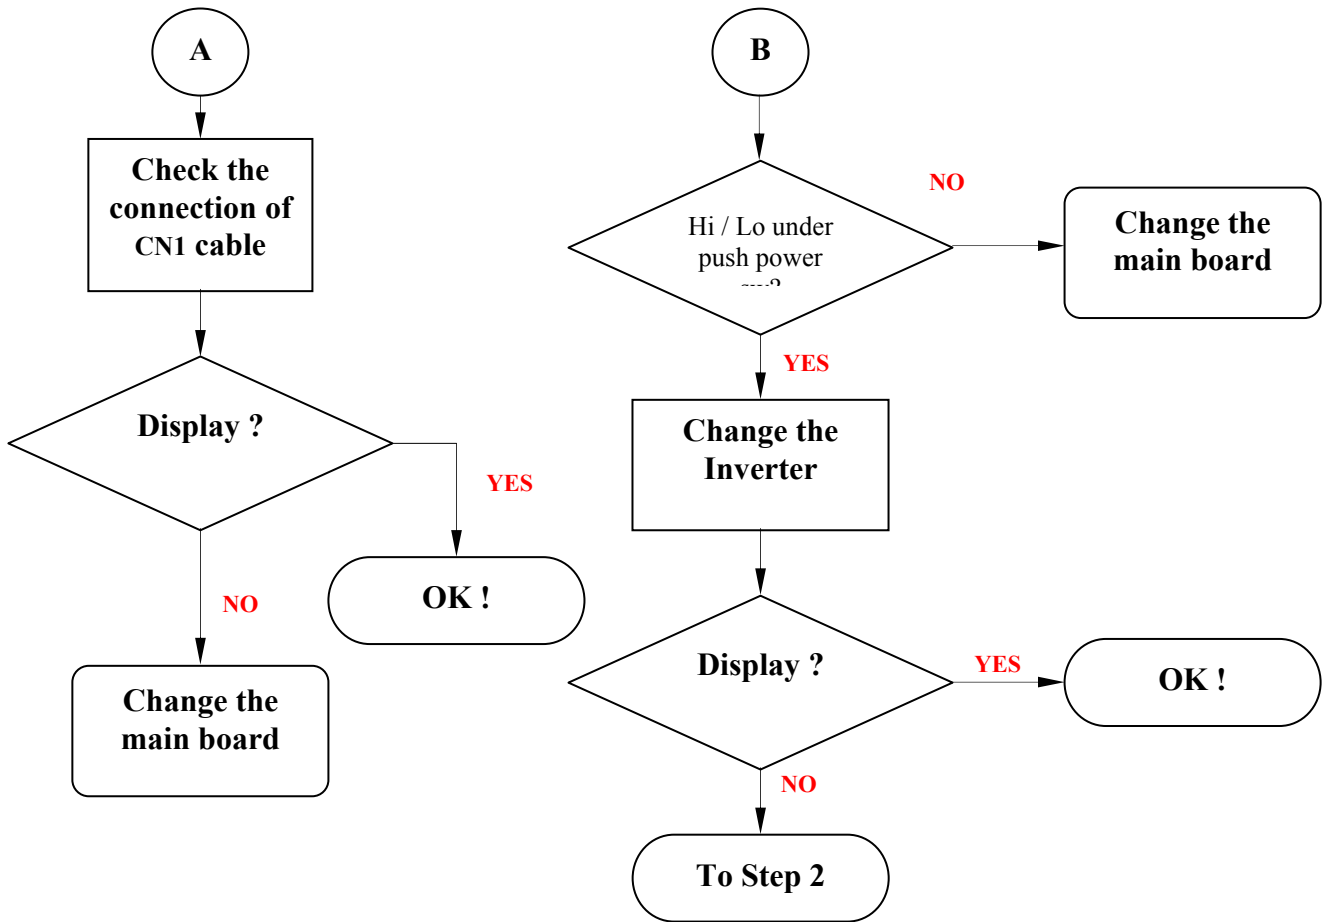 A
Check the
connection of
CN1 cable
Display ?
YES
OK !
NO
Change the
main board
B
Hi / Lo under
push power
NO
Change the
main board
YES
Change the
Inverter
Display ?
YES
OK !
NO
To Step 2